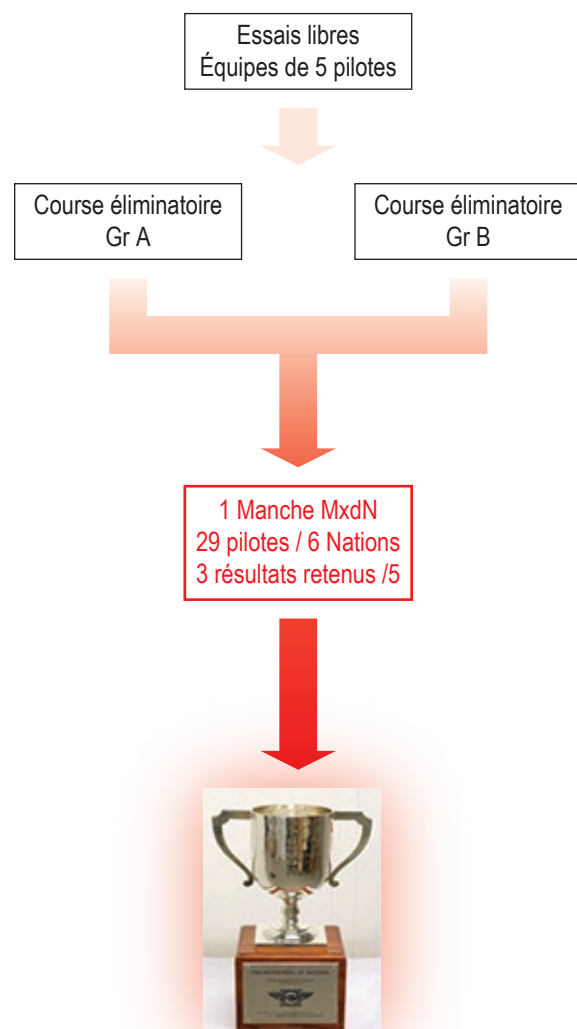 Essais libres
Équipes de 5 pilotes
Course éliminatoire
Gr A
Course éliminatoire
Gr B
1 Manche MxdN
29 pilotes / 6 Nations
3 résultats retenus /5